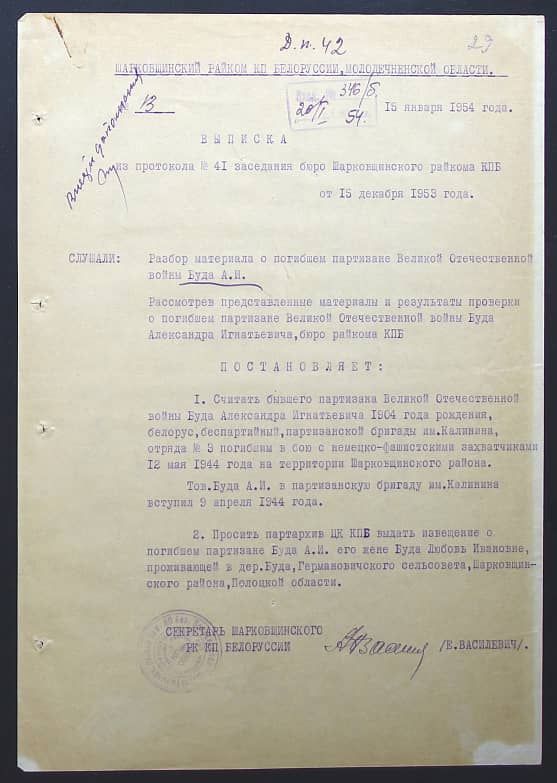 Д.п. 42
29
ШАРКОВЩИНСКИЙ РАЙКОМ КП БЕЛОРУССИИ, МОЛОДЕЧНЕНСКОЙ ОБЛАСТИ.
13
346/б.
20/I 54.
15 января 1954 года.
ВЫПИСКА
из протокола № 41 заседания бюро Шарковщинского райкома КПБ
от 15 декабря 1953 года.
СЛУШАЛИ: Разбор материала о погибшем партизане Великой Отечественной
войны Буда А.И.
Рассмотрев представленные материалы и результаты проверки
о погибшем партизане Великой Отечественной войны Буда
Александра Игнатьевича, бюро райкома КПБ
ПОСТАНОВЛЯЕТ:
1. Считать бывшего партизана Великой Отечественной
войны Буда Александра Игнатьевича 1904 года рождения,
белорус, беспартийный, партизанской бригады им.Калинина,
отряда № 3 погибшим в бою с немецко-фашистскими захватчиками
12 мая 1944 года на территории Шарковщинского района.
Тов.Буда А.И. в партизанскую бригаду им.Калинина
вступил 9 апреля 1944 года.
2. Просить партархив ЦК КПБ выдать извещение о
погибшем партизане Буда А.И. его жене Буда Любовь Ивановне,
проживающей в дер.Буда, Германовичского сельсовета, Шарковщин-
ского района, Полоцкой области.
СЕКРЕТАРЬ ШАРКОВЩИНСКОГО
РК КП БЕЛОРУССИИ /Е.ВАСИЛЕВИЧ/.